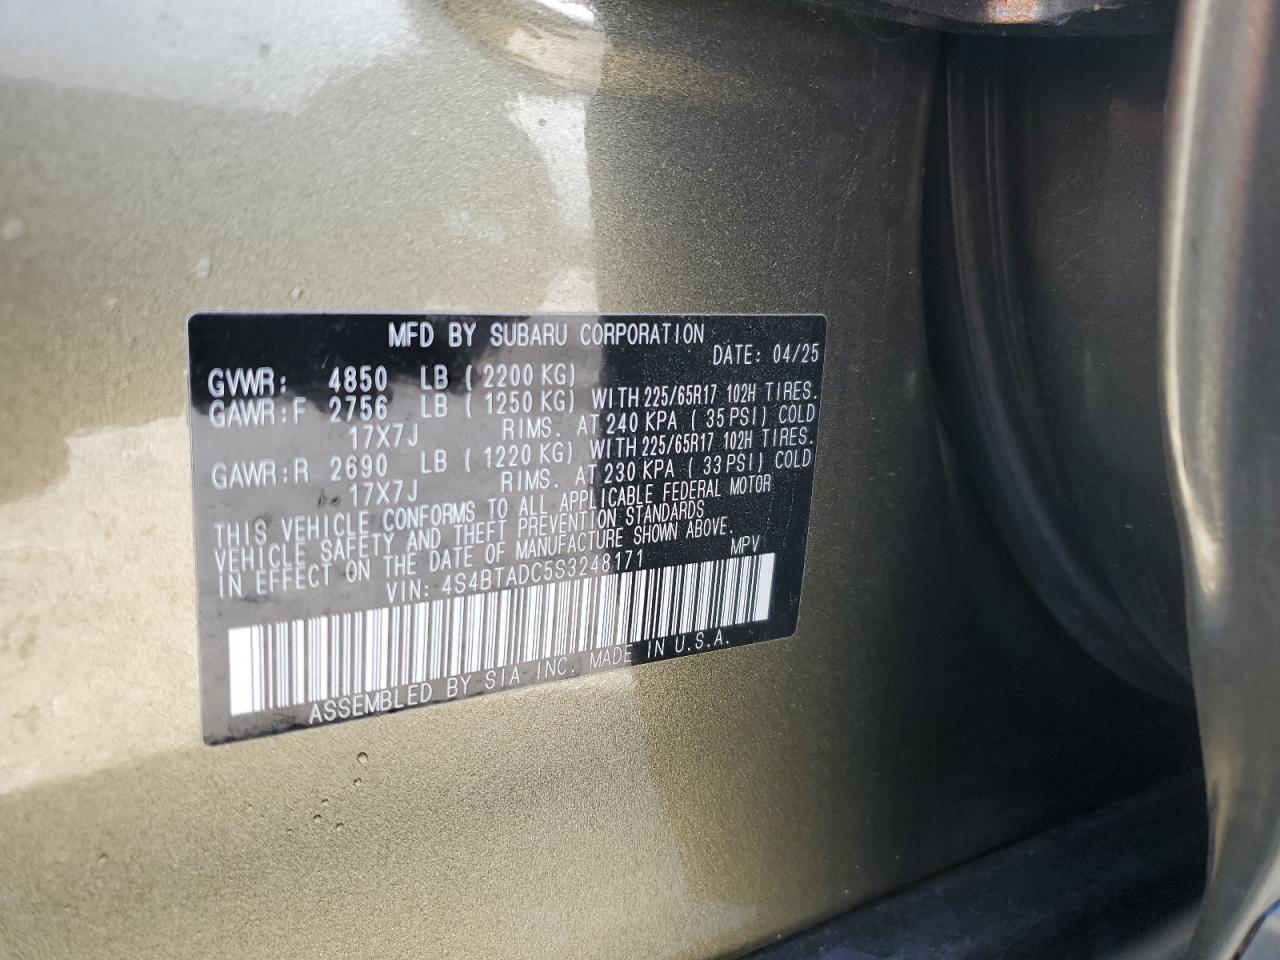 MFD BY SUBARU CORPORATION
DATE: 04/25
GVWR: 4850 LB ( 2200 KG)
GAWR:F 2756 LB ( 1250 KG) WITH 225/65R17 102H TIRES.
17X7J RIMS. AT 240 KPA ( 35 PSI) COLD
GAWR:R 2690 LB ( 1220 KG) WITH 225/65R17 102H TIRES.
17X7J RIMS. AT 230 KPA ( 33 PSI) COLD
THIS VEHICLE CONFORMS TO ALL APPLICABLE FEDERAL MOTOR
VEHICLE SAFETY AND THEFT PREVENTION STANDARDS
IN EFFECT ON THE DATE OF MANUFACTURE SHOWN ABOVE.
VIN: 4S4BTADC5S3248171 MPV
ASSEMBLED BY SIA INC. MADE IN U.S.A.